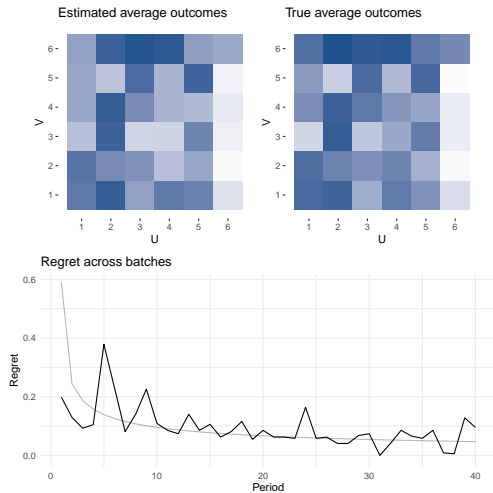 Estimated average outcomes
True average outcomes
6
5
4
3
2
1
V
1 2 3 4 5 6
U
6
5
4
3
2
1
V
1 2 3 4 5 6
U
Regret across batches
0.6
0.4
0.2
0.0
Regret
0 10 20 30 40
Period